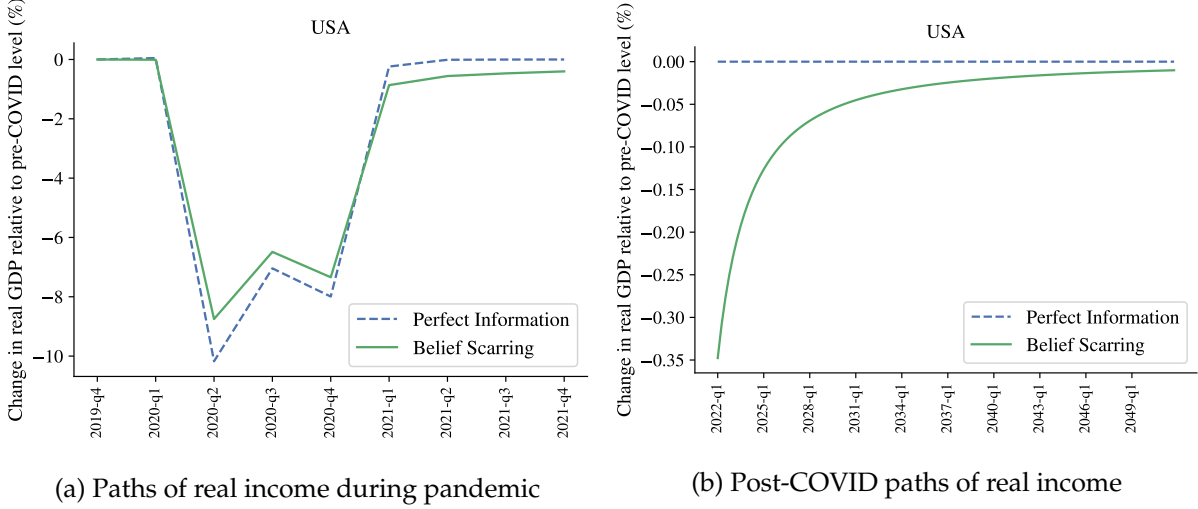 USA
Change in real GDP relative to pre-COVID level (%)
0
−2
−4
−6
−8
−10
2019-q4
2020-q1
2020-q2
2020-q3
2020-q4
2021-q1
2021-q2
2021-q3
2021-q4
Perfect Information
Belief Scarring
(a) Paths of real income during pandemic
USA
Change in real GDP relative to pre-COVID level (%)
0.00
−0.05
−0.10
−0.15
−0.20
−0.25
−0.30
−0.35
2022-q1
2025-q1
2028-q1
2031-q1
2034-q1
2037-q1
2040-q1
2043-q1
2046-q1
2049-q1
Perfect Information
Belief Scarring
(b) Post-COVID paths of real income